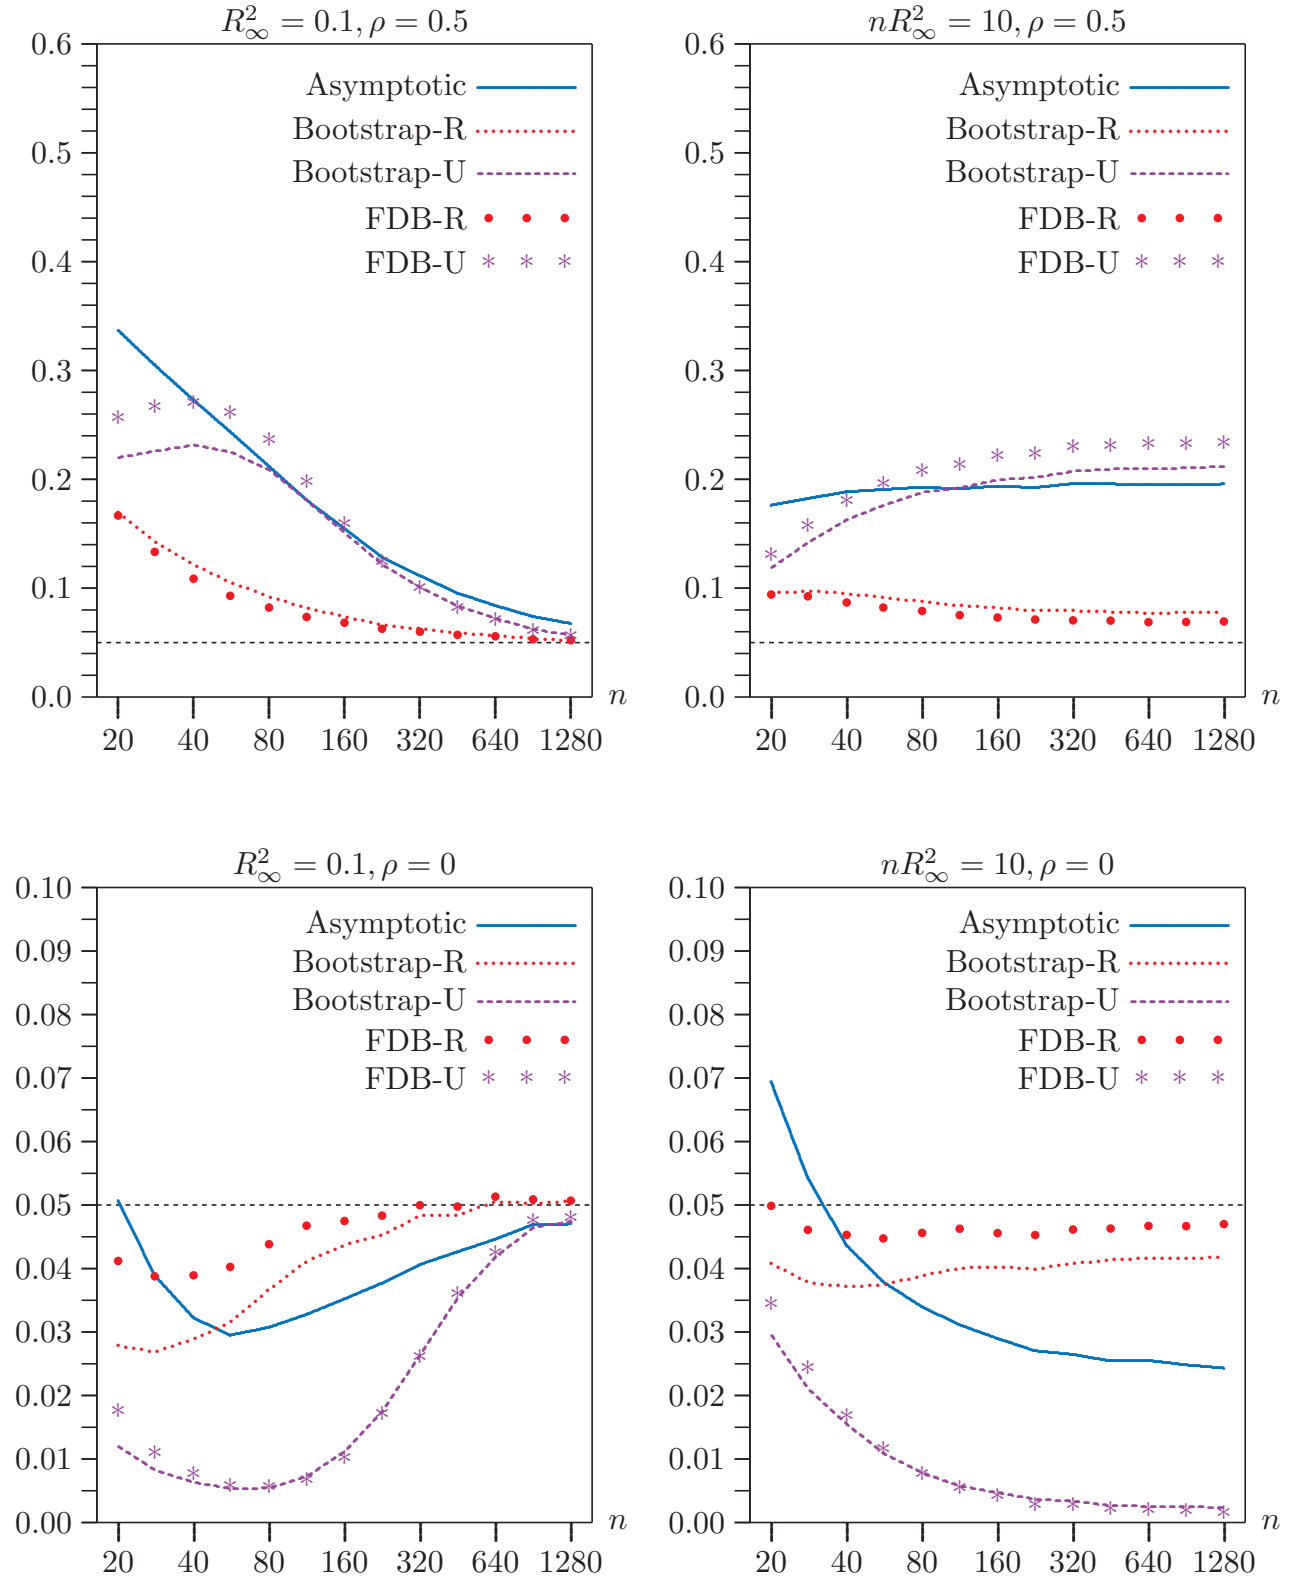 R²∞ = 0.1, ρ = 0.5
0.6
0.5
0.4
0.3
0.2
0.1
0.0
Asymptotic
Bootstrap-R
Bootstrap-U
FDB-R
FDB-U
20 40 80 160 320 640 1280
n
nR²∞ = 10, ρ = 0.5
0.6
0.5
0.4
0.3
0.2
0.1
0.0
Asymptotic
Bootstrap-R
Bootstrap-U
FDB-R
FDB-U
20 40 80 160 320 640 1280
n
R²∞ = 0.1, ρ = 0
0.10
0.09
0.08
0.07
0.06
0.05
0.04
0.03
0.02
0.01
0.00
Asymptotic
Bootstrap-R
Bootstrap-U
FDB-R
FDB-U
20 40 80 160 320 640 1280
n
nR²∞ = 10, ρ = 0
0.10
0.09
0.08
0.07
0.06
0.05
0.04
0.03
0.02
0.01
0.00
Asymptotic
Bootstrap-R
Bootstrap-U
FDB-R
FDB-U
20 40 80 160 320 640 1280
n